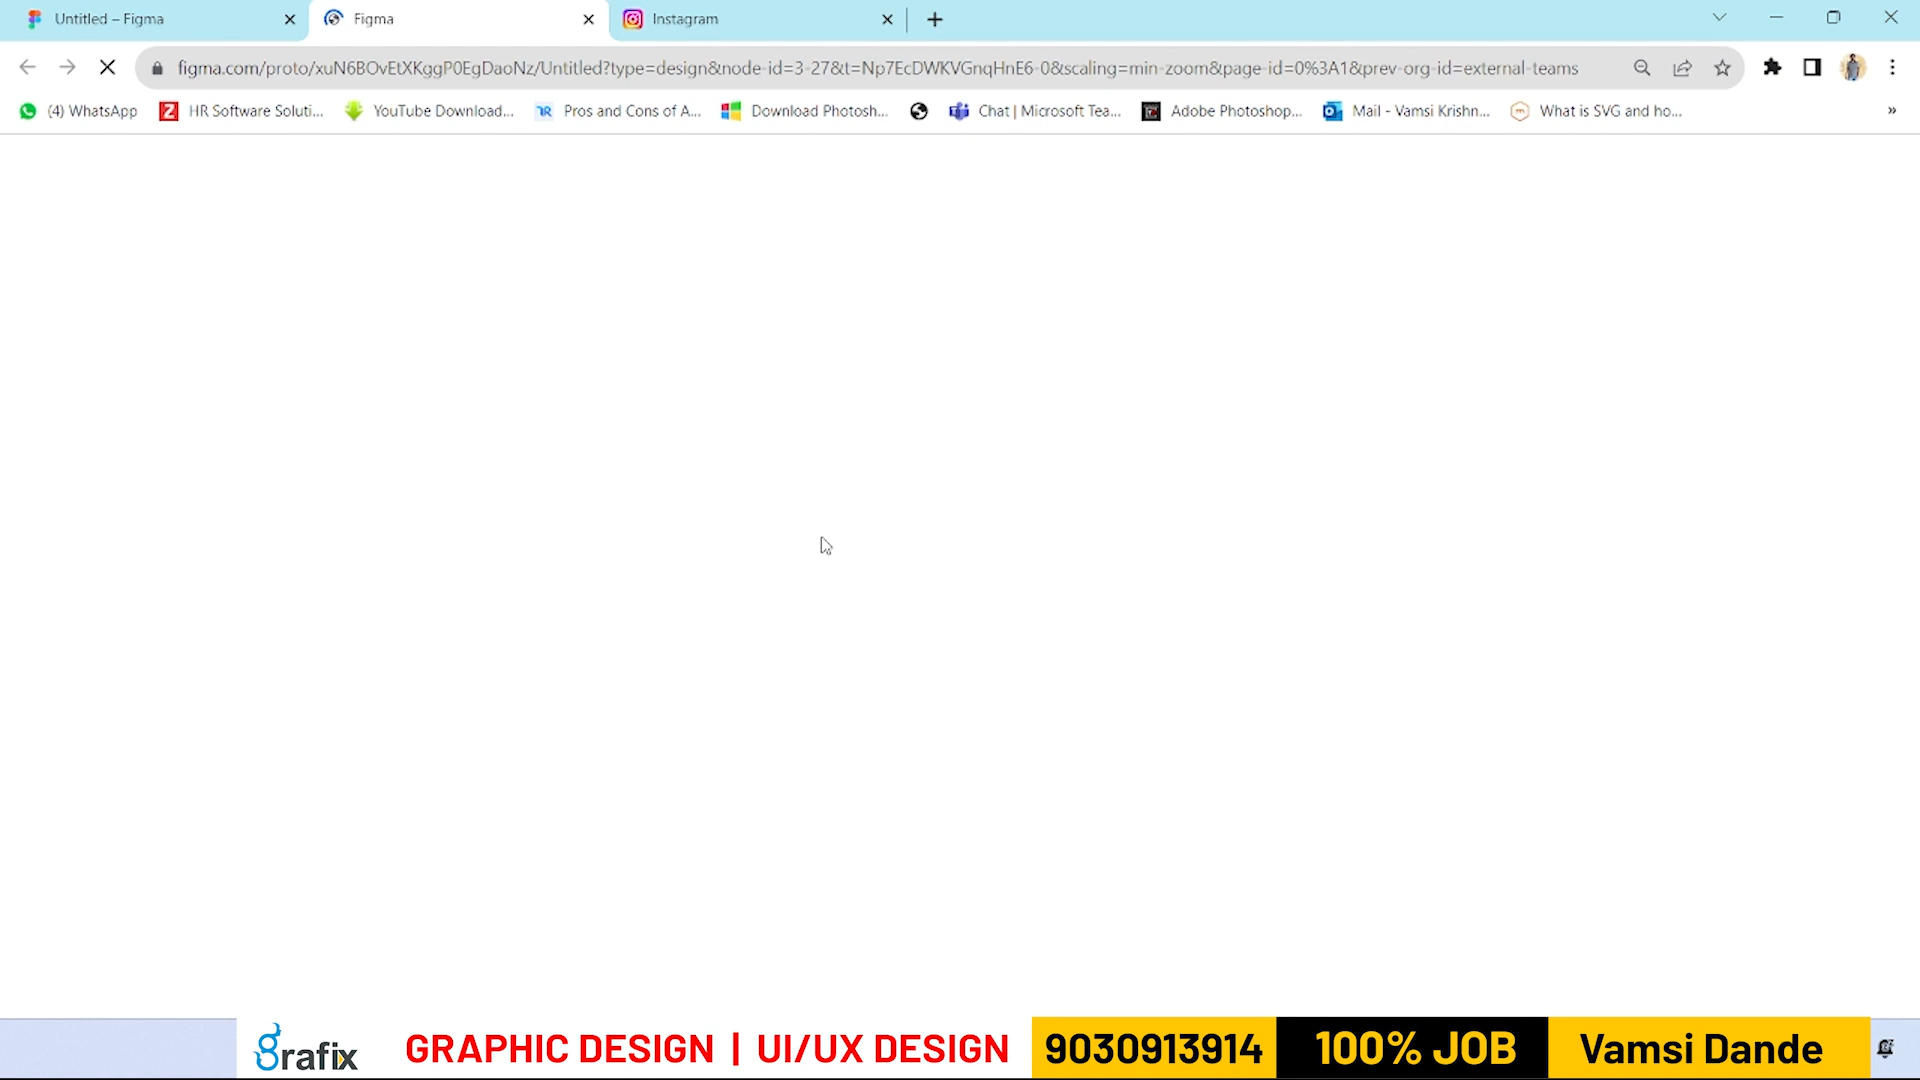 Untitled – Figma
Figma
Instagram
figma.com/proto/xuN6BOvEtXKggP0EgDaoNz/Untitled?type=design&node-id=3-27&t=Np7EcDWKVGnqHnE6-0&scaling=min-zoom&page-id=0%3A1&prev-org-id=external-teams
(4) WhatsApp
HR Software Soluti...
YouTube Download...
Pros and Cons of A...
Download Photosh...
Chat | Microsoft Tea...
Adobe Photoshop...
Mail - Vamsi Krishn...
What is SVG and ho...
»
grafix
GRAPHIC DESIGN | UI/UX DESIGN
9030913914
100% JOB
Vamsi Dande